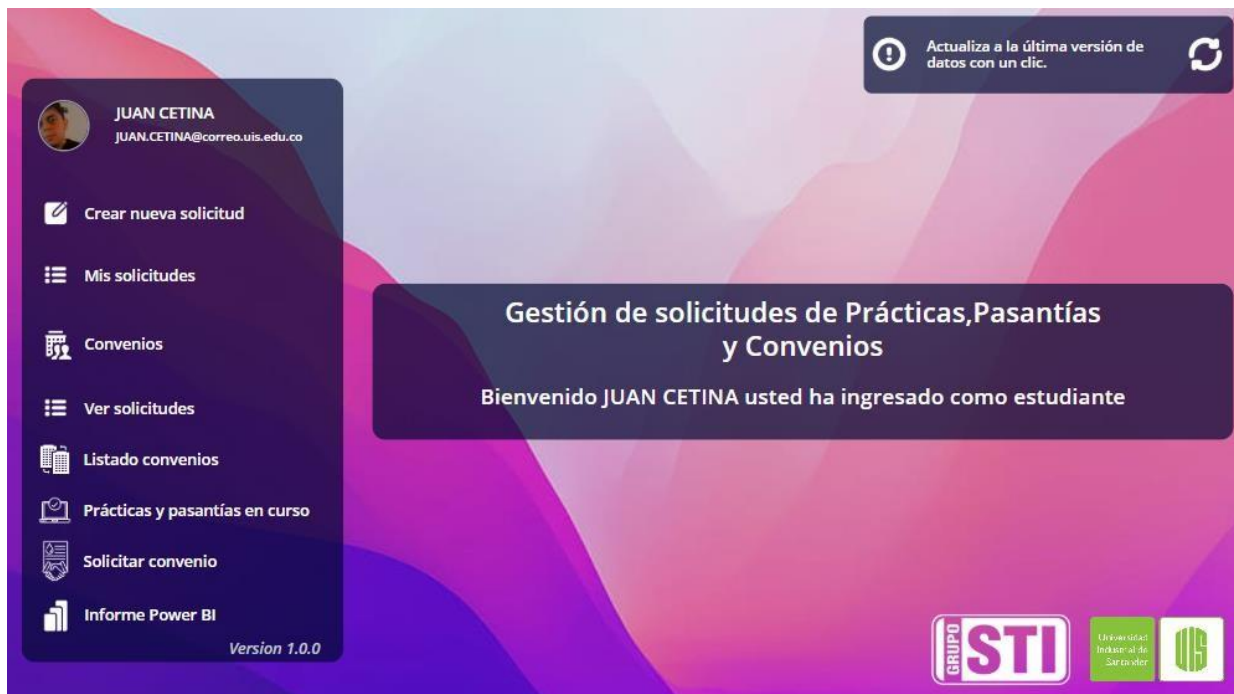 Actualiza a la última versión de
datos con un clic.
JUAN CETINA
JUAN.CETINA@correo.uis.edu.co
Crear nueva solicitud
Mis solicitudes
Convenios
Ver solicitudes
Listado convenios
Prácticas y pasantías en curso
Solicitar convenio
Informe Power BI
Version 1.0.0
Gestión de solicitudes de Prácticas,Pasantías
y Convenios
Bienvenido JUAN CETINA usted ha ingresado como estudiante
GRUPO
STI
Universidad
Industrial de
Santander
UIS